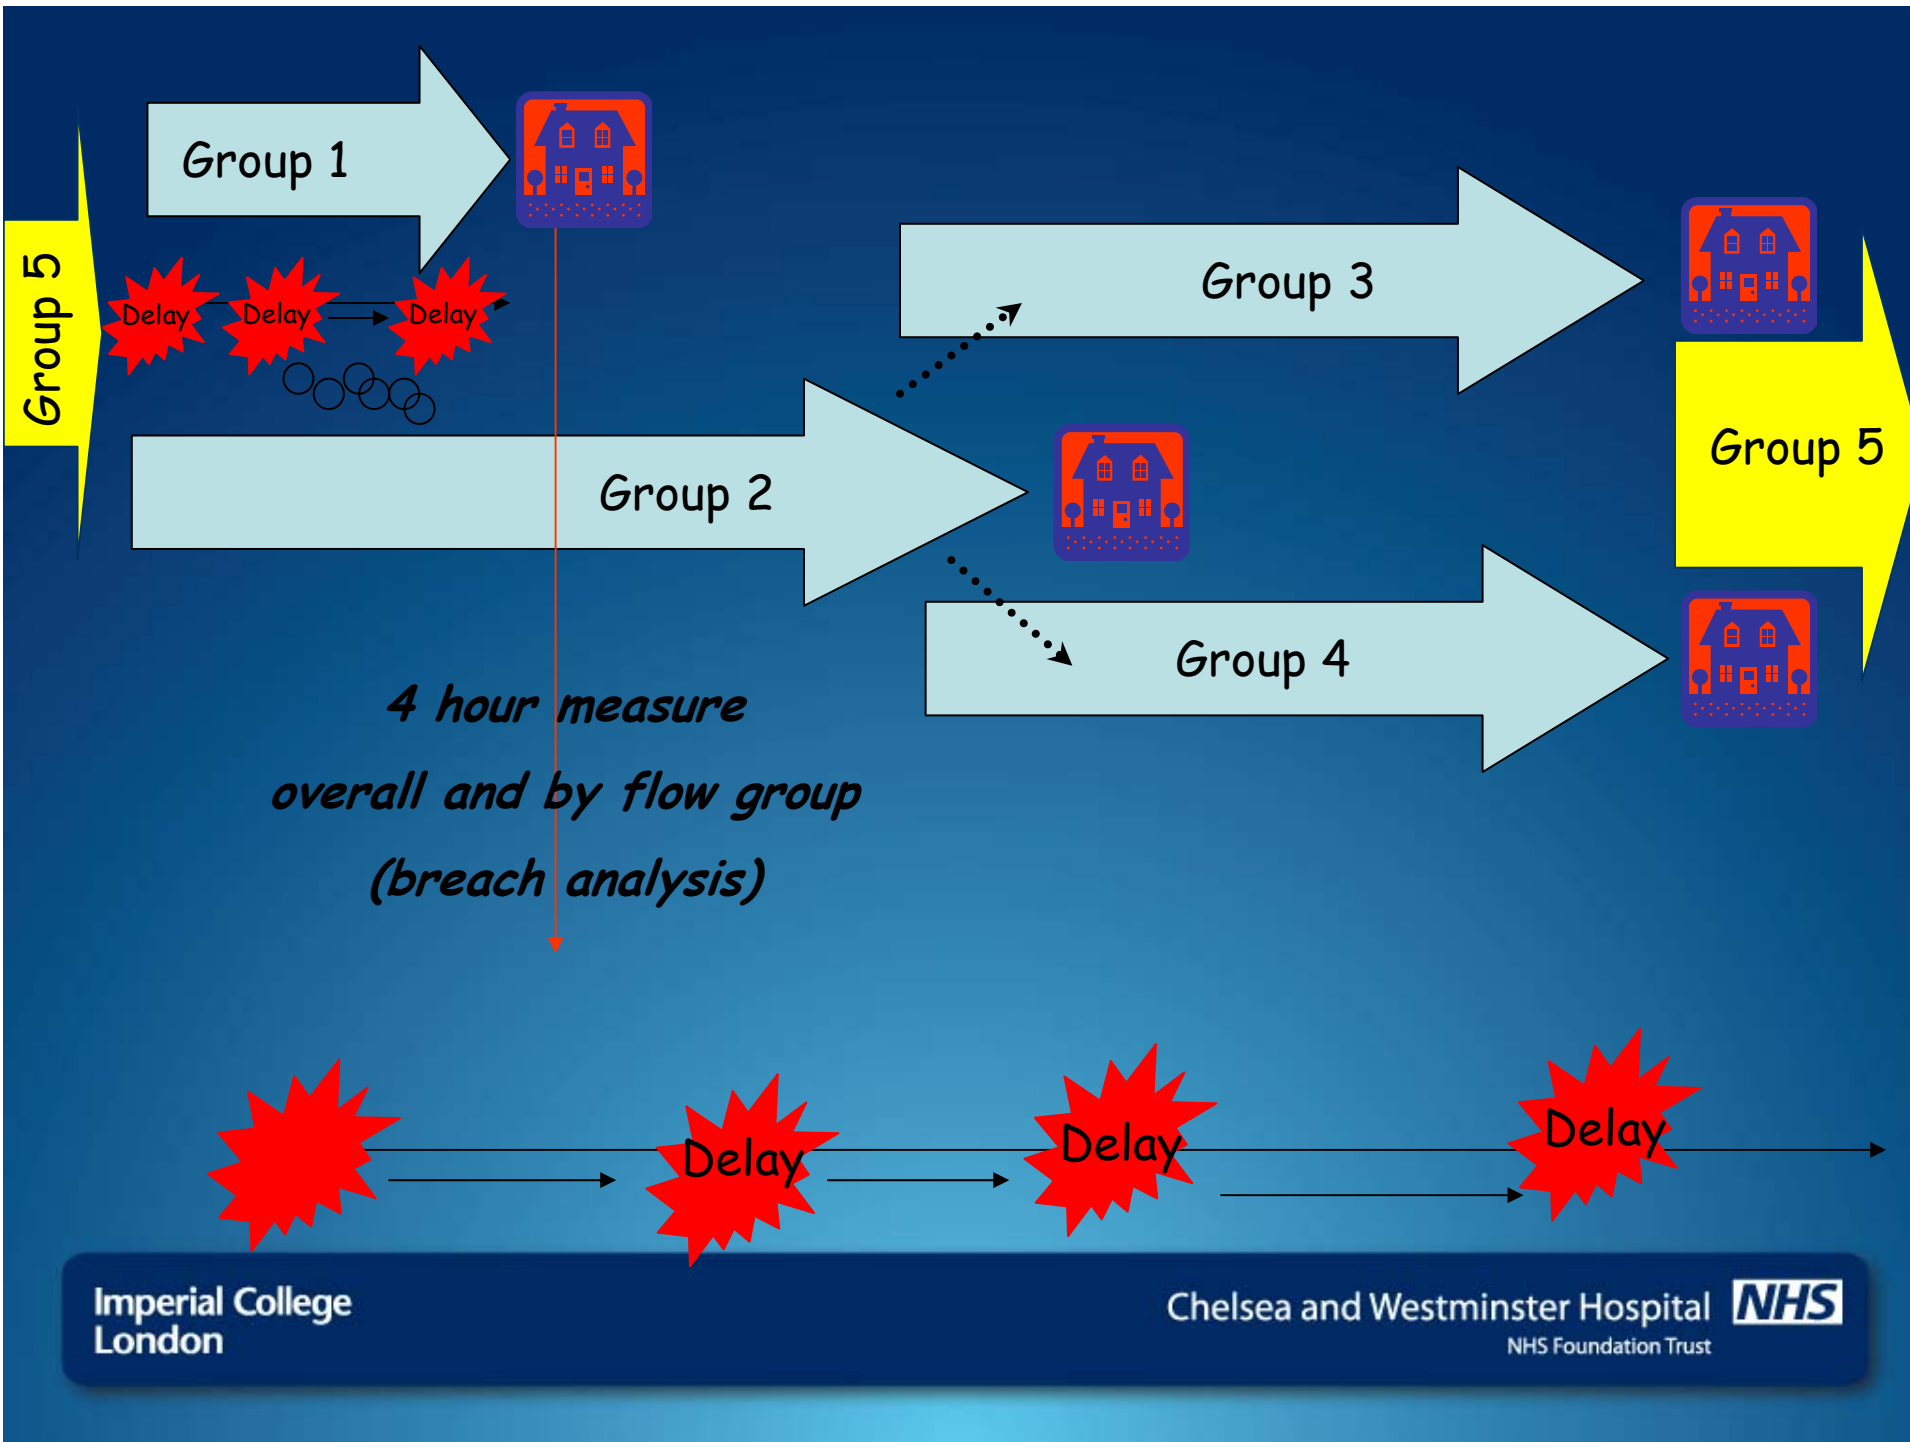 Group 1
Group 5
Delay
Delay
Delay
Group 3
Group 2
Group 5
Group 4
4 hour measure
overall and by flow group
(breach analysis)
Delay
Delay
Delay
Imperial College
London
Chelsea and Westminster Hospital NHS
NHS Foundation Trust